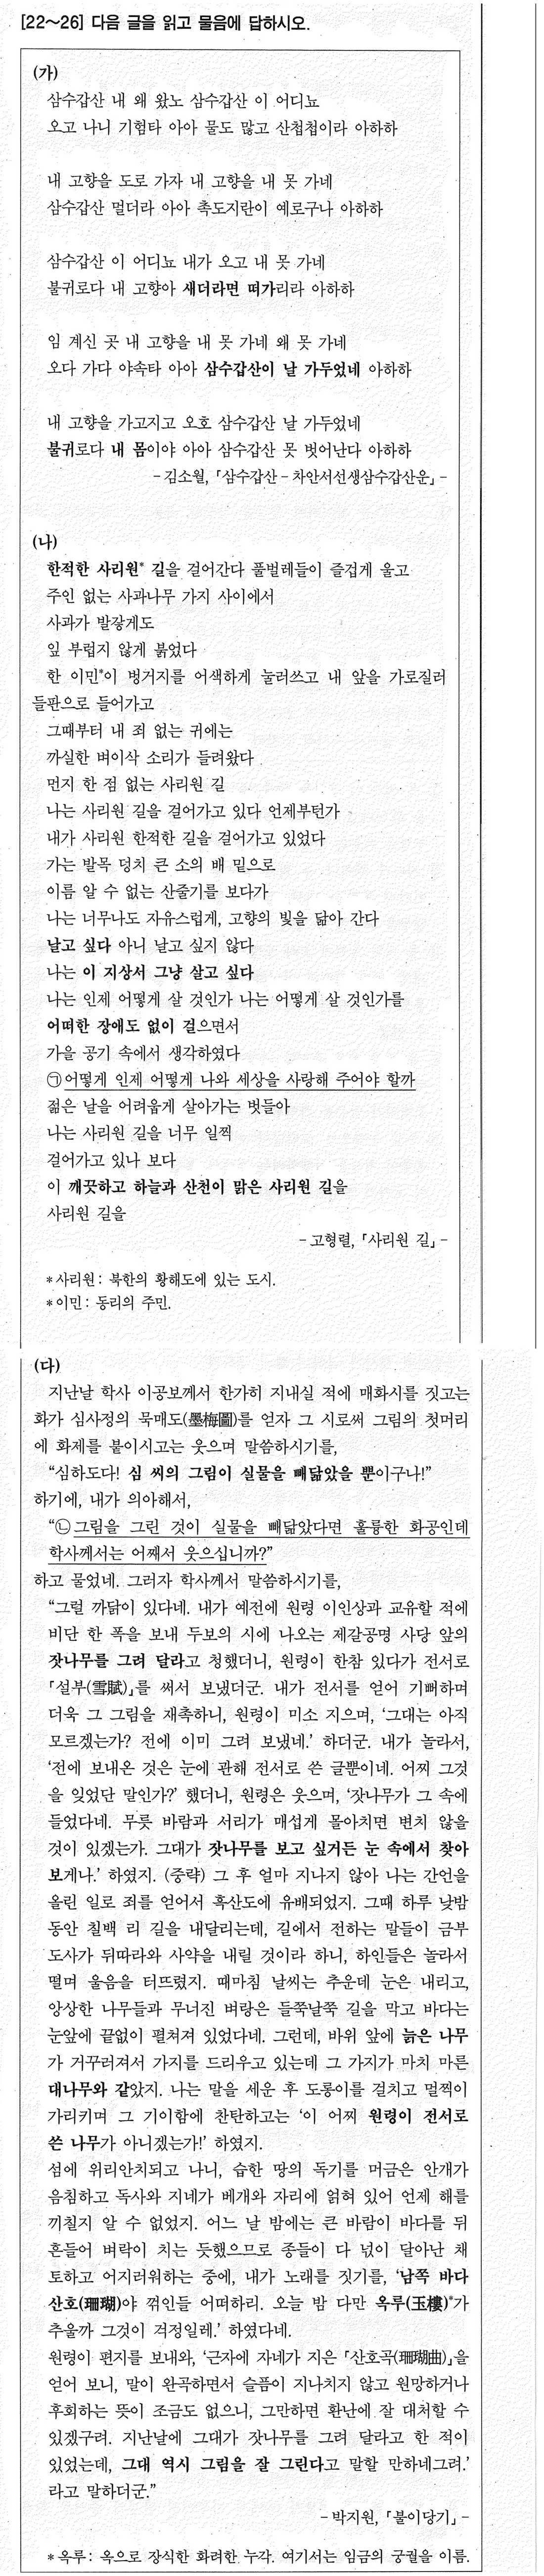 [22～26] 다음 글을 읽고 물음에 답하시오.
(가)
삼수갑산 내 왜 왔노 삼수갑산 이 어디뇨
오고 나니 기험타 아아 물도 많고 산첩첩이라 아하하
내 고향을 도로 가자 내 고향을 내 못 가네
삼수갑산 멀더라 아아 촉도지란이 예로구나 아하하
삼수갑산 이 어디뇨 내가 오고 내 못 가네
불귀로다 내 고향아 새더라면 떠가리라 아하하
임 계신 곳 내 고향을 내 못 가네 왜 못 가네
오다 가다 야속타 아아 삼수갑산이 날 가두었네 아하하
내 고향을 가고지고 오호 삼수갑산 날 가두었네
불귀로다 내 몸이야 아아 삼수갑산 못 벗어난다 아하하
- 김소월, 「삼수갑산 - 차안서선생삼수갑산운」 -
(나)
한적한 사리원* 길을 걸어간다 풀벌레들이 즐겁게 울고
주인 없는 사과나무 가지 사이에서
사과가 발갛게도
잎 부럽지 않게 붉었다
한 이민*이 벙거지를 어색하게 눌러쓰고 내 앞을 가로질러
들판으로 들어가고
그때부터 내 죄 없는 귀에는
까실한 벼이삭 소리가 들려왔다
먼지 한 점 없는 사리원 길
나는 사리원 길을 걸어가고 있다 언제부턴가
내가 사리원 한적한 길을 걸어가고 있었다
가는 발목 덩치 큰 소의 배 밑으로
이름 알 수 없는 산줄기를 보다가
나는 너무나도 자유스럽게, 고향의 빛을 닮아 간다
날고 싶다 아니 날고 싶지 않다
나는 이 지상서 그냥 살고 싶다
나는 인제 어떻게 살 것인가 나는 어떻게 살 것인가를
어떠한 장애도 없이 걸으면서
가을 공기 속에서 생각하였다
㉠어떻게 인제 어떻게 나와 세상을 사랑해 주어야 할까
젊은 날을 어려웁게 살아가는 벗들아
나는 사리원 길을 너무 일찍
걸어가고 있나 보다
이 깨끗하고 하늘과 산천이 맑은 사리원 길을
사리원 길을
- 고형렬, 「사리원 길」 -
* 사리원 : 북한의 황해도에 있는 도시.
* 이민 : 동리의 주민.
(다)
지난날 학사 이공보께서 한가히 지내실 적에 매화시를 짓고는
화가 심사정의 묵매도(墨梅圖)를 얻자 그 시로써 그림의 첫머리
에 화제를 붙이시고는 웃으며 말씀하시기를,
“심하도다! 심 씨의 그림이 실물을 빼닮았을 뿐이구나!”
하기에, 내가 의아해서,
“㉡그림을 그린 것이 실물을 빼닮았다면 훌륭한 화공인데
학사께서는 어째서 웃으십니까?”
하고 물었네. 그러자 학사께서 말씀하시기를,
“그럴 까닭이 있다네. 내가 예전에 원령 이인상과 교유할 적에
비단 한 폭을 보내 두보의 시에 나오는 제갈공명 사당 앞의
잣나무를 그려 달라고 청했더니, 원령이 한참 있다가 전서로
「설부(雪賦)」를 써서 보냈더군. 내가 전서를 얻어 기뻐하며
더욱 그 그림을 재촉하니, 원령이 미소 지으며, ‘그대는 아직
모르겠는가? 전에 이미 그려 보냈네.’ 하더군. 내가 놀라서,
‘전에 보내온 것은 눈에 관해 전서로 쓴 글뿐이네. 어찌 그것
을 잊었단 말인가?’ 했더니, 원령은 웃으며, ‘잣나무가 그 속에
들었다네. 무릇 바람과 서리가 매섭게 몰아치면 변치 않을
것이 있겠는가. 그대가 잣나무를 보고 싶거든 눈 속에서 찾아
보게나.’ 하였지. (중략) 그 후 얼마 지나지 않아 나는 간언을
올린 일로 죄를 얻어서 흑산도에 유배되었지. 그때 하루 낮밤
동안 칠백 리 길을 내달리는데, 길에서 전하는 말들이 금부
도사가 뒤따라와 사약을 내릴 것이라 하니, 하인들은 놀라서
떨며 울음을 터뜨렸지. 때마침 날씨는 추운데 눈은 내리고,
앙상한 나무들과 무너진 벼랑은 들쭉날쭉 길을 막고 바다는
눈앞에 끝없이 펼쳐져 있었다네. 그런데, 바위 앞에 늙은 나무
가 거꾸러져서 가지를 드리우고 있는데 그 가지가 마치 마른
대나무와 같았지. 나는 말을 세운 후 도롱이를 걸치고 멀찍이
가리키며 그 기이함에 찬탄하고는 ‘이 어찌 원령이 전서로
쓴 나무가 아니겠는가!’ 하였지.
섬에 위리안치되고 나니, 습한 땅의 독기를 머금은 안개가
음침하고 독사와 지네가 베개와 자리에 얽혀 있어 언제 해를
끼칠지 알 수 없었지. 어느 날 밤에는 큰 바람이 바다를 뒤
흔들어 벼락이 치는 듯했으므로 종들이 다 넋이 달아난 채
토하고 어지러워하는 중에, 내가 노래를 짓기를, ‘남쪽 바다
산호(珊瑚)야 꺾인들 어떠하리. 오늘 밤 다만 옥루(玉樓)*가
추울까 그것이 걱정일레.’ 하였다네.
원령이 편지를 보내와, ‘근자에 자네가 지은 「산호곡(珊瑚曲)」을
얻어 보니, 말이 완곡하면서 슬픔이 지나치지 않고 원망하거나
후회하는 뜻이 조금도 없으니, 그만하면 환난에 잘 대처할 수
있겠구려. 지난날에 그대가 잣나무를 그려 달라고 한 적이
있었는데, 그대 역시 그림을 잘 그린다고 말할 만하네그려.’
라고 말하더군.”
- 박지원, 「불이당기」 -
* 옥루 : 옥으로 장식한 화려한 누각. 여기서는 임금의 궁궐을 이름.